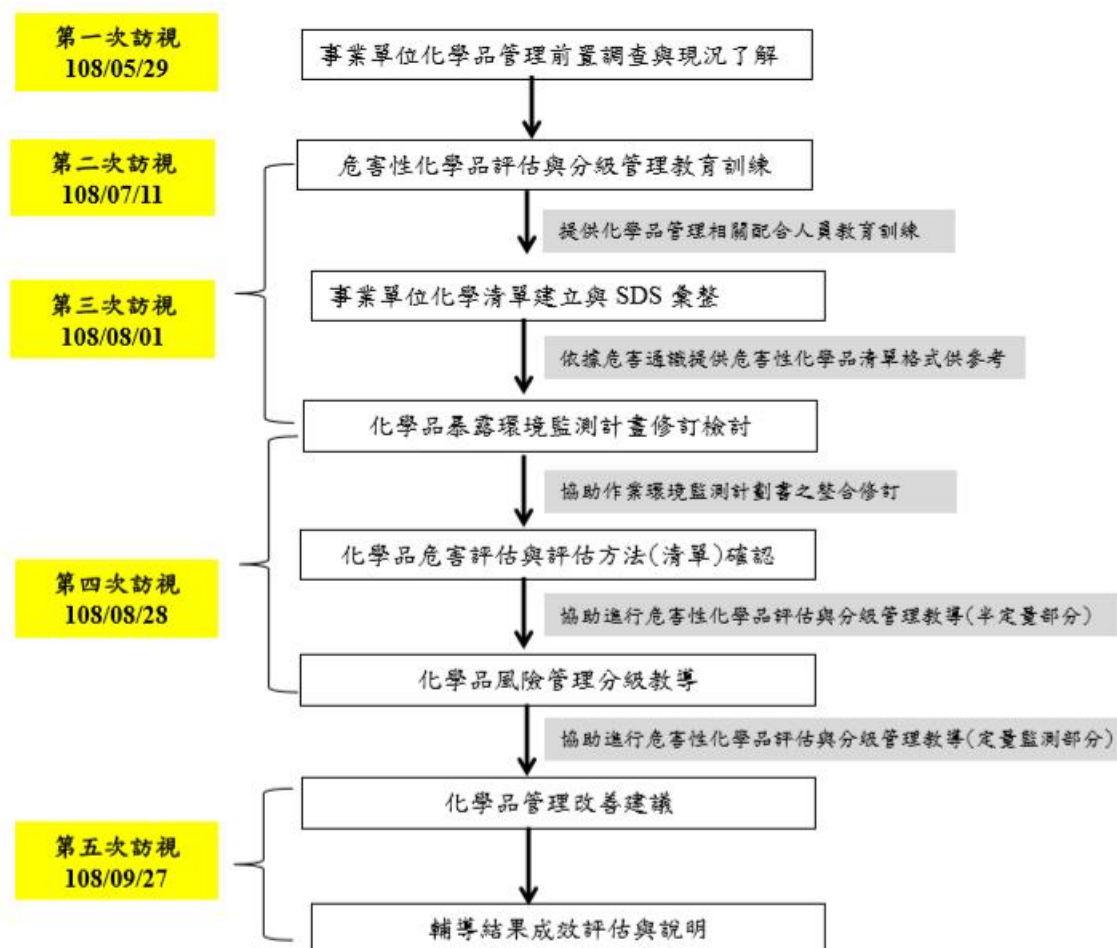 第一次訪視
108/05/29
事業單位化學品管理前置調查與現況了解
第二次訪視
108/07/11
危害性化學品評估與分級管理教育訓練
提供化學品管理相關配合人員教育訓練
第三次訪視
108/08/01
事業單位化學清單建立與 SDS 彙整
依據危害通識提供危害性化學品清單格式供參考
化學品暴露環境監測計畫修訂檢討
協助作業環境監測計劃書之整合修訂
第四次訪視
108/08/28
化學品危害評估與評估方法(清單)確認
協助進行危害性化學品評估與分級管理教導(半定量部分)
化學品風險管理分級教導
協助進行危害性化學品評估與分級管理教導(定量監測部分)
第五次訪視
108/09/27
化學品管理改善建議
輔導結果成效評估與說明